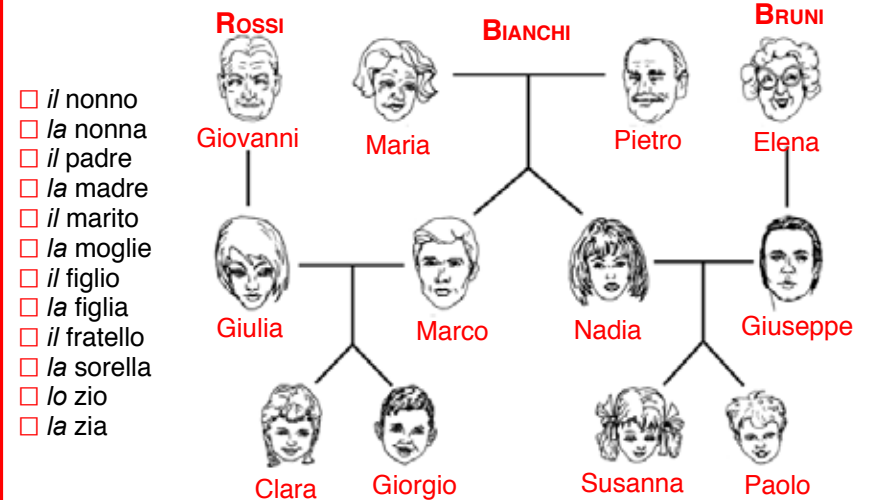 ROSSI
BIANCHI
BRUNI
il nonno
la nonna
il padre
la madre
il marito
la moglie
il figlio
la figlia
il fratello
la sorella
lo zio
la zia
Giovanni
Maria
Pietro
Elena
Giulia
Marco
Nadia
Giuseppe
Clara
Giorgio
Susanna
Paolo